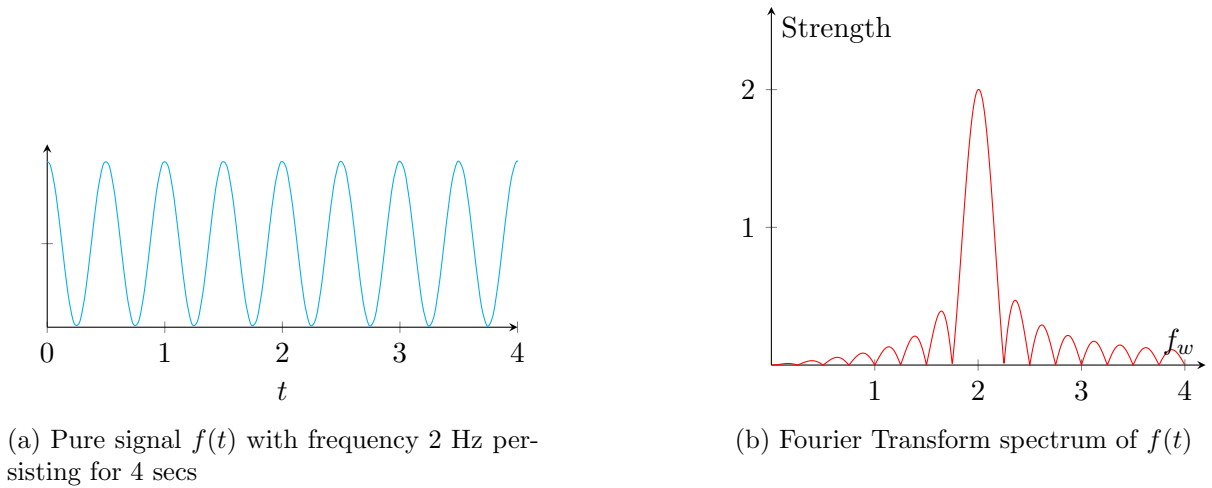 Strength
2
1
f_w
1 2 3 4
0 1 2 3 4
t
(a) Pure signal f(t) with frequency 2 Hz per-
sisting for 4 secs
(b) Fourier Transform spectrum of f(t)